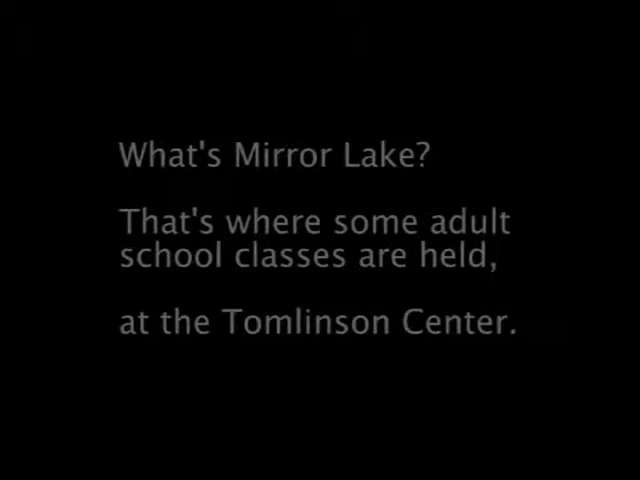 What's Mirror Lake?
That's where some adult
school classes are held,
at the Tomlinson Center.